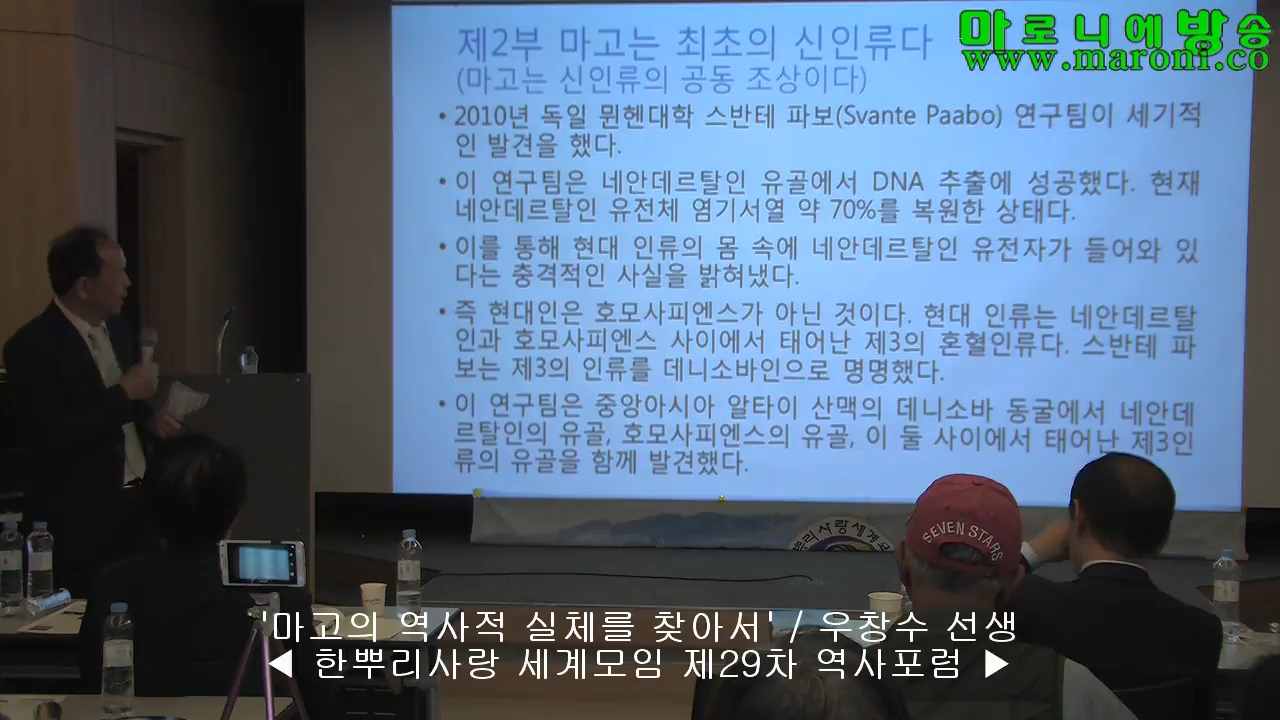 마로니에방송
www.maroni.co
제2부 마고는 최초의 신인류다
(마고는 신인류의 공동 조상이다)
• 2010년 독일 뮌헨대학 스반테 파보(Svante Paabo) 연구팀이 세기적
인 발견을 했다.
• 이 연구팀은 네안데르탈인 유골에서 DNA 추출에 성공했다. 현재
네안데르탈인 유전체 염기서열 약 70%를 복원한 상태다.
• 이를 통해 현대 인류의 몸 속에 네안데르탈인 유전자가 들어와 있
다는 충격적인 사실을 밝혀냈다.
• 즉 현대인은 호모사피엔스가 아닌 것이다. 현대 인류는 네안데르탈
인과 호모사피엔스 사이에서 태어난 제3의 혼혈인류다. 스반테 파
보는 제3의 인류를 데니소바인으로 명명했다.
• 이 연구팀은 중앙아시아 알타이 산맥의 데니소바 동굴에서 네안데
르탈인의 유골, 호모사피엔스의 유골, 이 둘 사이에서 태어난 제3인
류의 유골을 함께 발견했다.
뿌리사랑세계
SEVEN STARS
'마고의 역사적 실체를 찾아서' / 우창수 선생
◀ 한뿌리사랑 세계모임 제29차 역사포럼 ▶